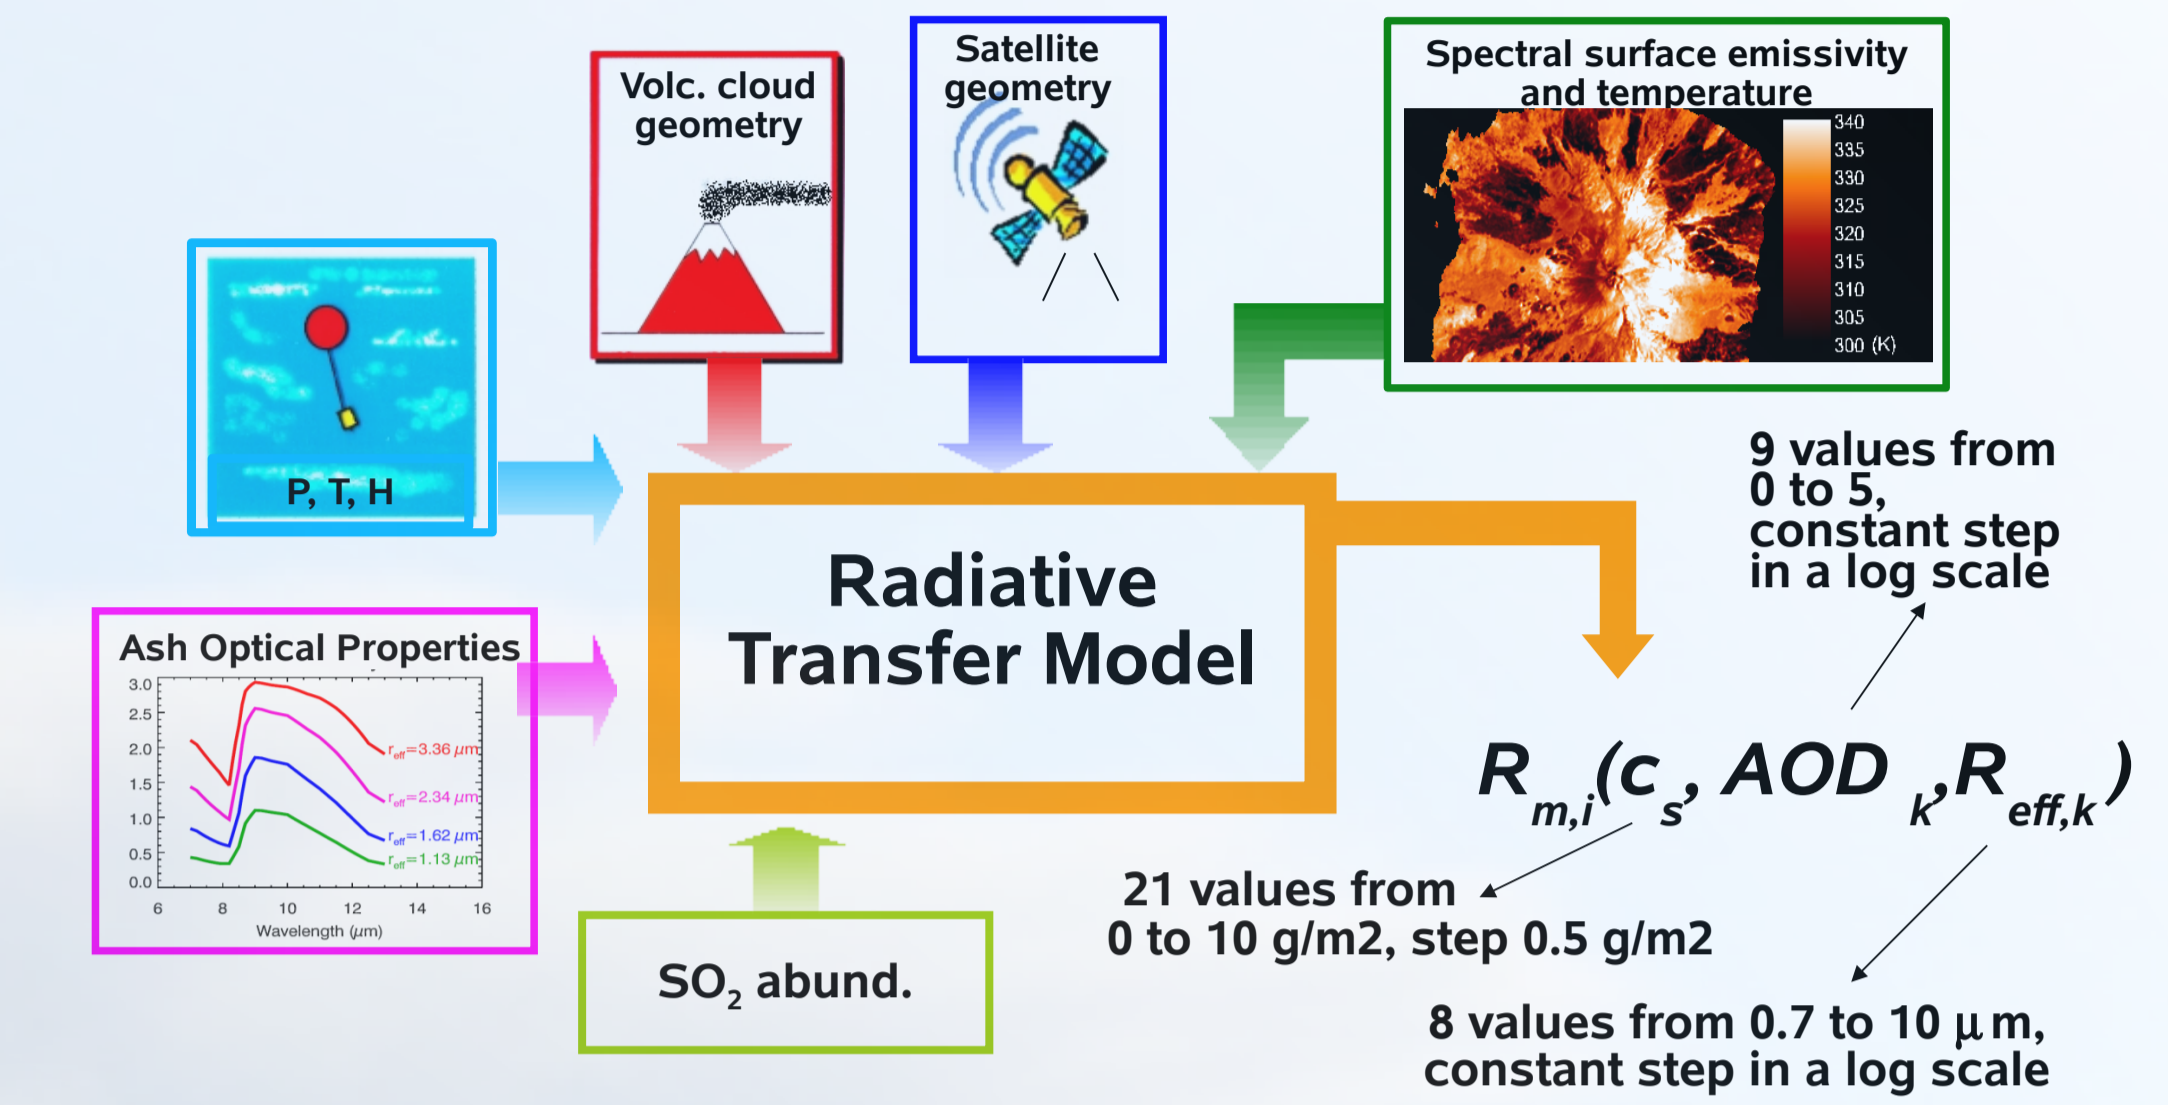 Volc. cloud
geometry
Satellite
geometry
Spectral surface emissivity
and temperature
340
335
330
325
320
315
310
305
300 (K)
P, T, H
Ash Optical Properties
3.0
2.5
2.0
1.5
1.0
0.5
0.0
reff=3.36 μm
reff=2.34 μm
reff=1.62 μm
reff=1.13 μm
6 8 10 12 14 16
Wavelength (μm)
Radiative
Transfer Model
SO2 abund.
9 values from
0 to 5,
constant step
in a log scale
Rm,i(cs, AOD k,Reff,k)
21 values from
0 to 10 g/m2, step 0.5 g/m2
8 values from 0.7 to 10 μm,
constant step in a log scale